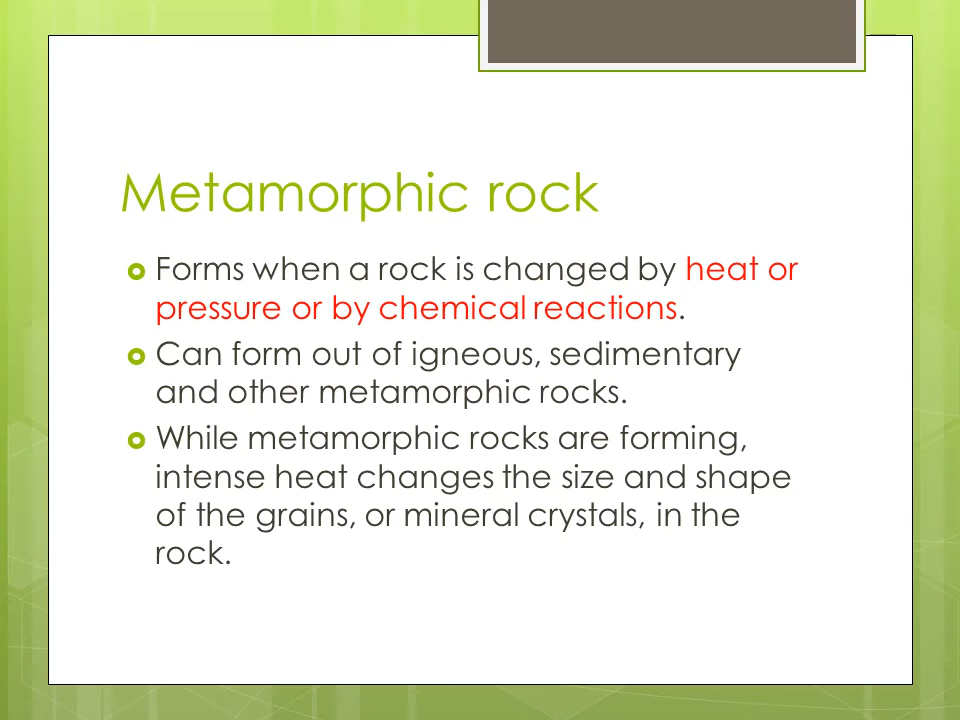 Metamorphic rock
Forms when a rock is changed by heat or
pressure or by chemical reactions.
Can form out of igneous, sedimentary
and other metamorphic rocks.
While metamorphic rocks are forming,
intense heat changes the size and shape
of the grains, or mineral crystals, in the
rock.